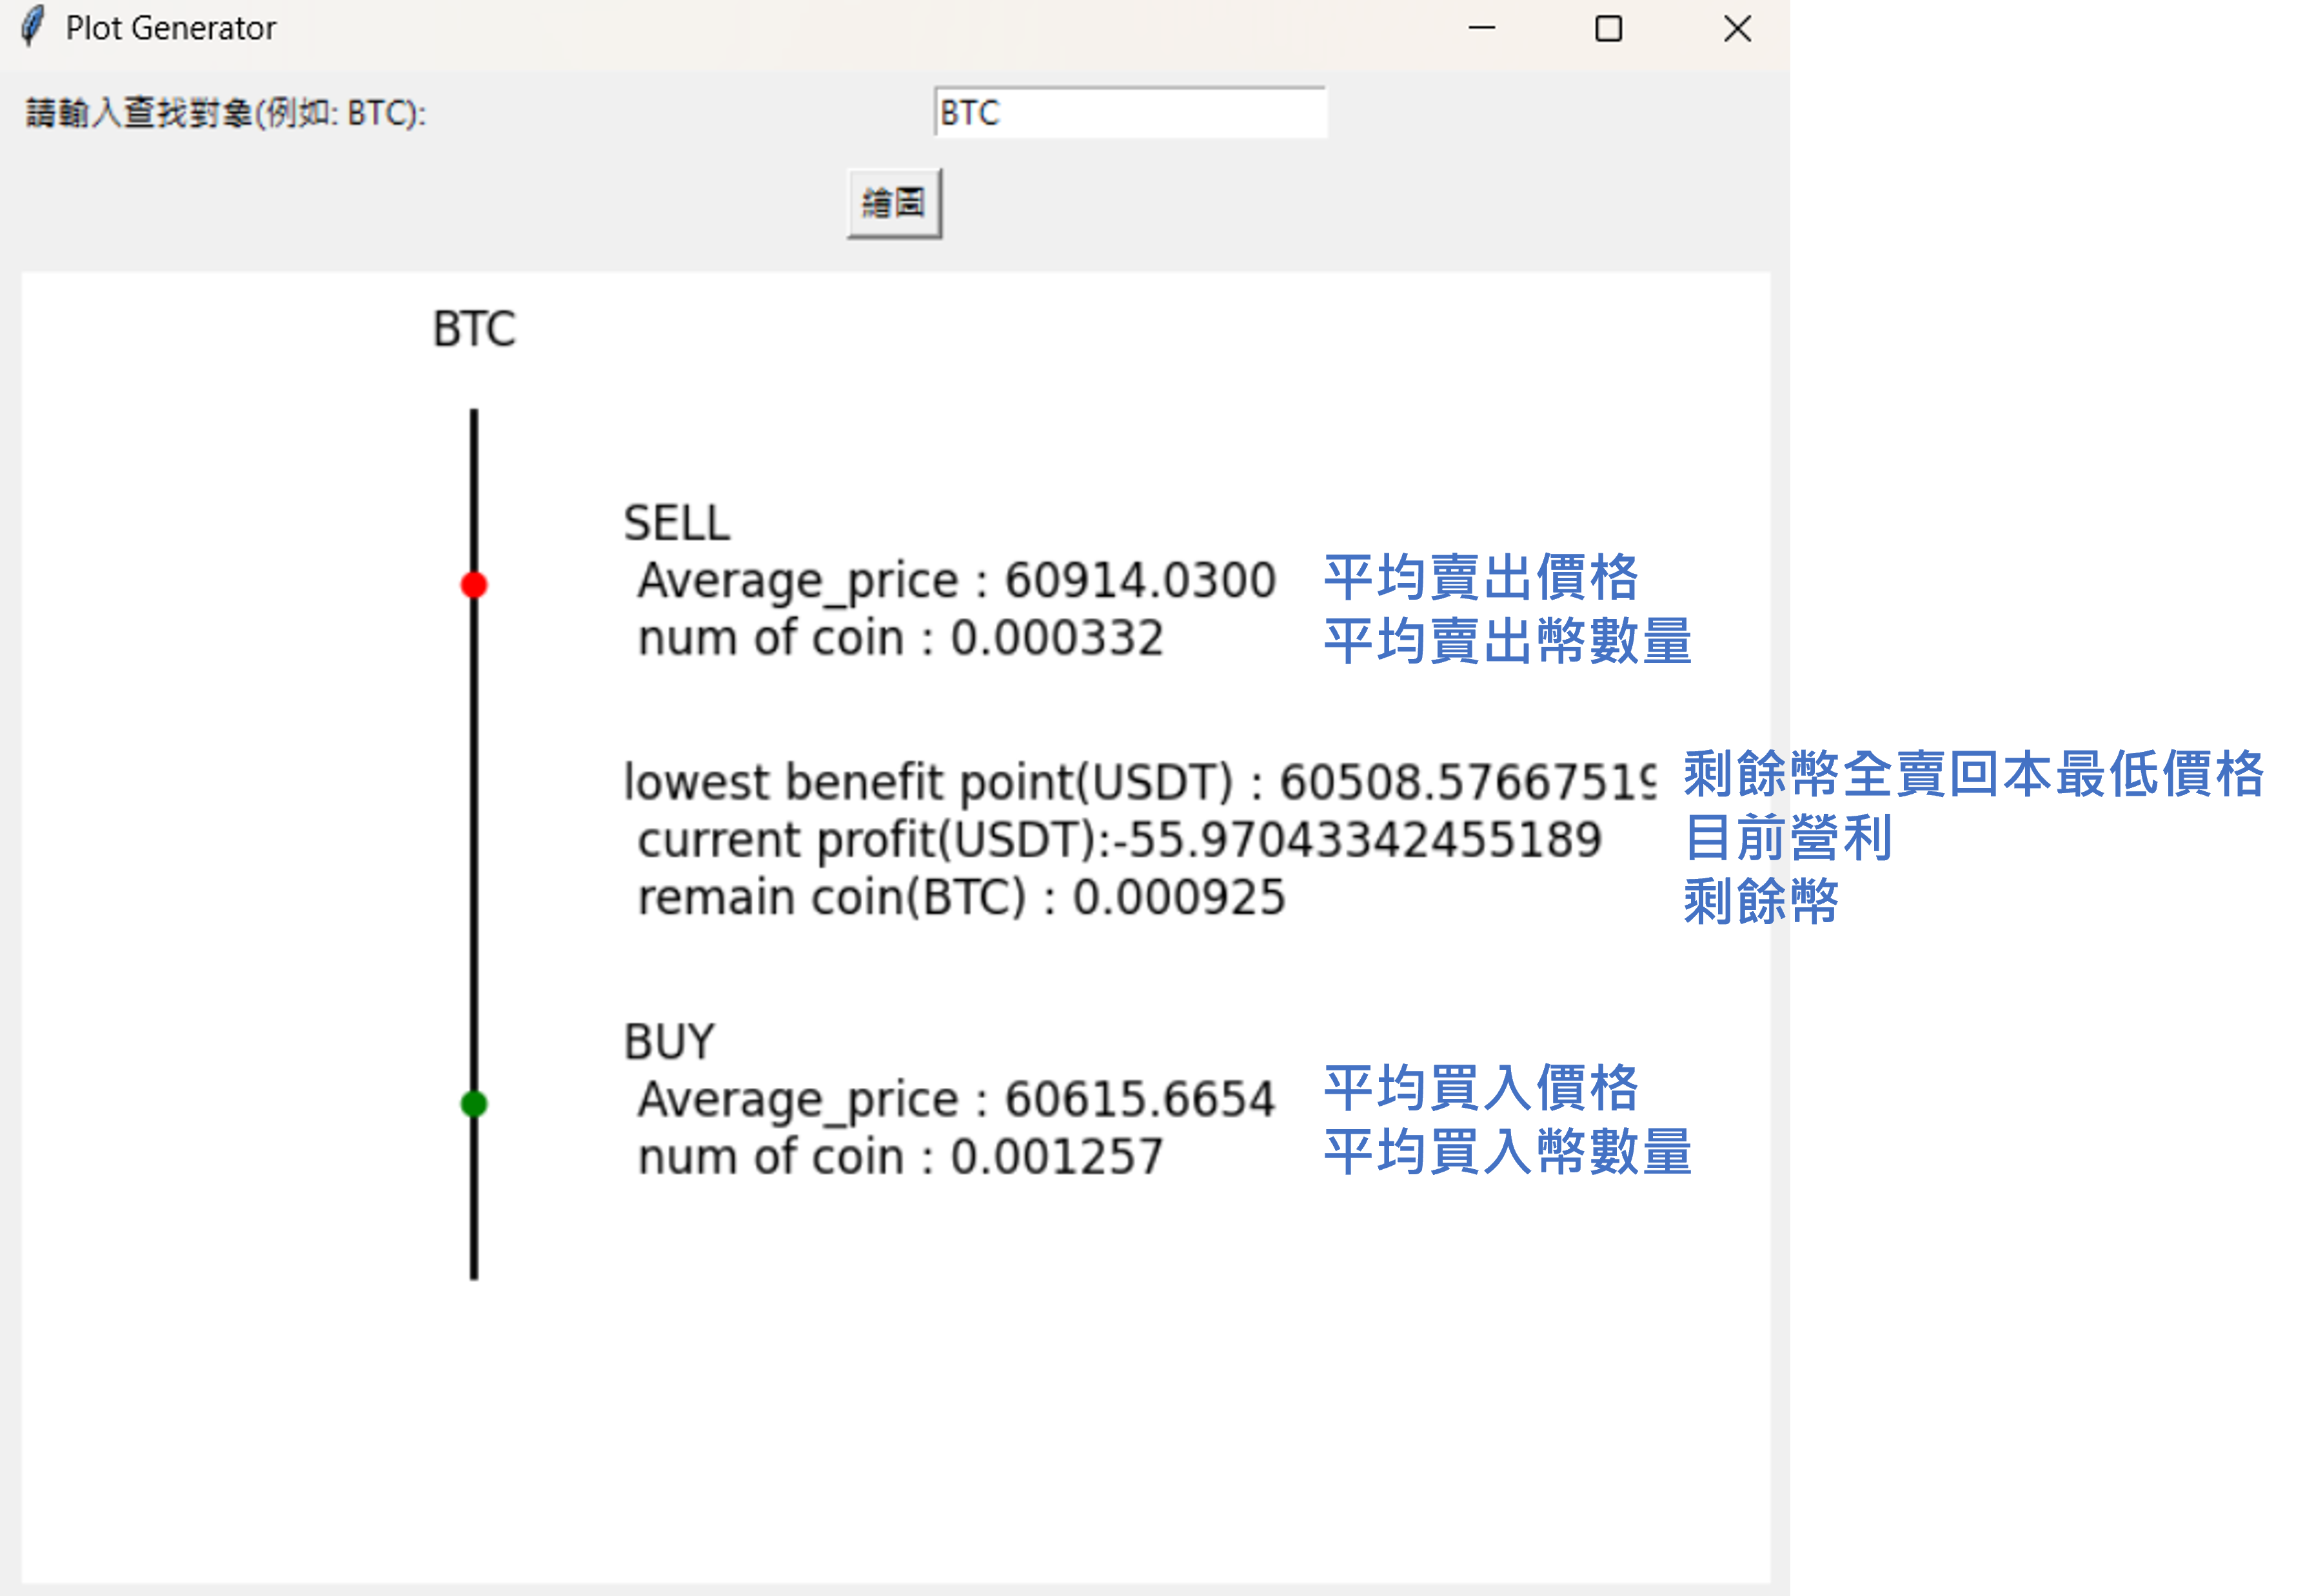 Plot Generator
請輸入查找對象(例如: BTC):
BTC
繪圖
BTC
SELL
Average_price : 60914.0300 平均賣出價格
num of coin : 0.000332 平均賣出幣數量
lowest benefit point(USDT) : 60508.57667519 剩餘幣全賣回本最低價格
current profit(USDT):-55.97043342455189 目前營利
remain coin(BTC) : 0.000925 剩餘幣
BUY
Average_price : 60615.6654 平均買入價格
num of coin : 0.001257 平均買入幣數量